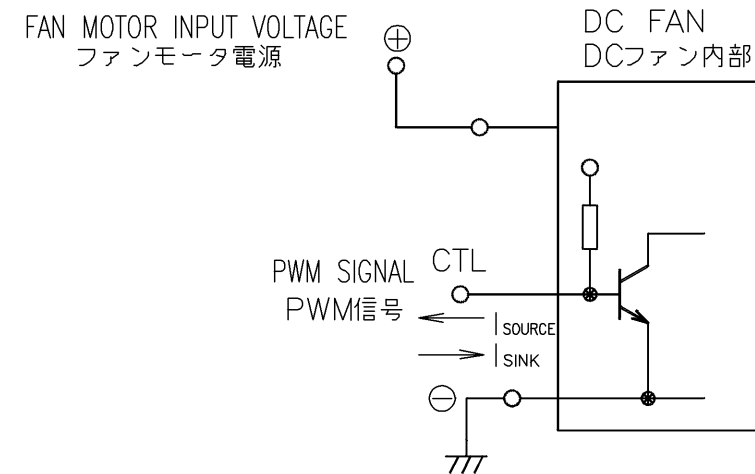 FAN MOTOR INPUT VOLTAGE
ファンモータ電源
DC FAN
DCファン内部
CTL
PWM SIGNAL
PWM信号
I SOURCE
I SINK